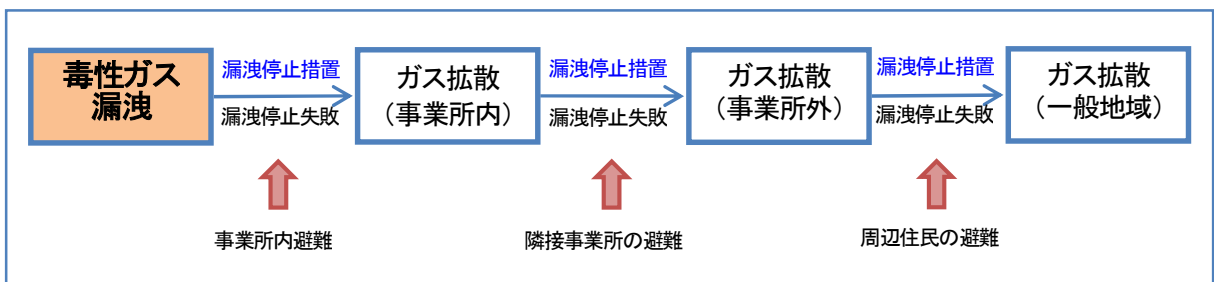 毒性ガス
漏洩
漏洩停止措置
漏洩停止失敗
ガス拡散
（事業所内）
漏洩停止措置
漏洩停止失敗
ガス拡散
（事業所外）
漏洩停止措置
漏洩停止失敗
ガス拡散
（一般地域）
事業所内避難
隣接事業所の避難
周辺住民の避難